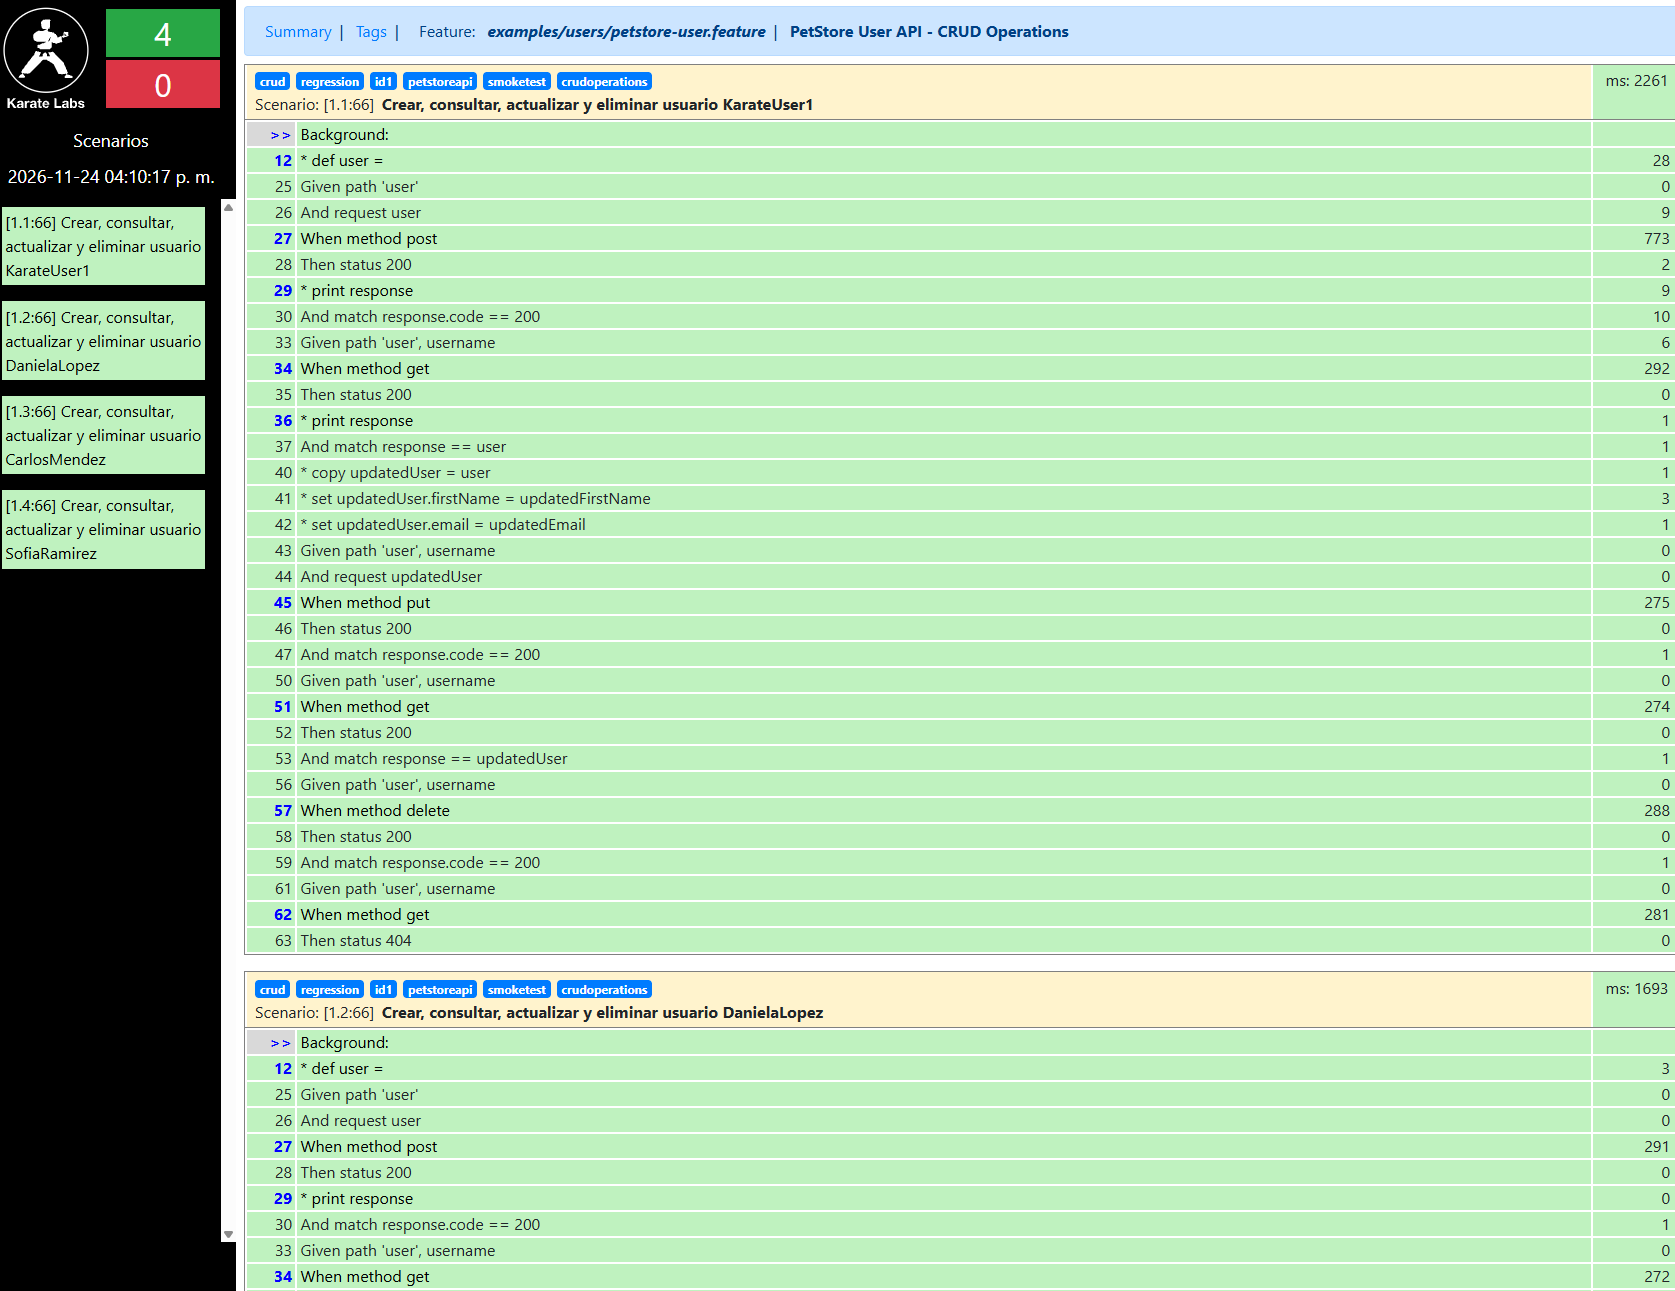 Karate Labs
4
0
Scenarios
2026-11-24 04:10:17 p. m.
[1.1:66] Crear, consultar,
actualizar y eliminar usuario
KarateUser1
[1.2:66] Crear, consultar,
actualizar y eliminar usuario
DanielaLopez
[1.3:66] Crear, consultar,
actualizar y eliminar usuario
CarlosMendez
[1.4:66] Crear, consultar,
actualizar y eliminar usuario
SofiaRamirez
Summary | Tags | Feature: examples/users/petstore-user.feature | PetStore User API - CRUD Operations
crud regression id1 petstoreapi smoketest crudoperations ms: 2261
Scenario: [1.1:66] Crear, consultar, actualizar y eliminar usuario KarateUser1
>> Background:
12 * def user = 28
25 Given path 'user' 0
26 And request user 9
27 When method post 773
28 Then status 200 2
29 * print response 9
30 And match response.code == 200 10
33 Given path 'user', username 6
34 When method get 292
35 Then status 200 0
36 * print response 1
37 And match response == user 1
40 * copy updatedUser = user 1
41 * set updatedUser.firstName = updatedFirstName 3
42 * set updatedUser.email = updatedEmail 1
43 Given path 'user', username 0
44 And request updatedUser 0
45 When method put 275
46 Then status 200 0
47 And match response.code == 200 1
50 Given path 'user', username 0
51 When method get 274
52 Then status 200 0
53 And match response == updatedUser 1
56 Given path 'user', username 0
57 When method delete 288
58 Then status 200 0
59 And match response.code == 200 1
61 Given path 'user', username 0
62 When method get 281
63 Then status 404 0
crud regression id1 petstoreapi smoketest crudoperations ms: 1693
Scenario: [1.2:66] Crear, consultar, actualizar y eliminar usuario DanielaLopez
>> Background:
12 * def user = 3
25 Given path 'user' 0
26 And request user 0
27 When method post 291
28 Then status 200 0
29 * print response 0
30 And match response.code == 200 1
33 Given path 'user', username 0
34 When method get 272